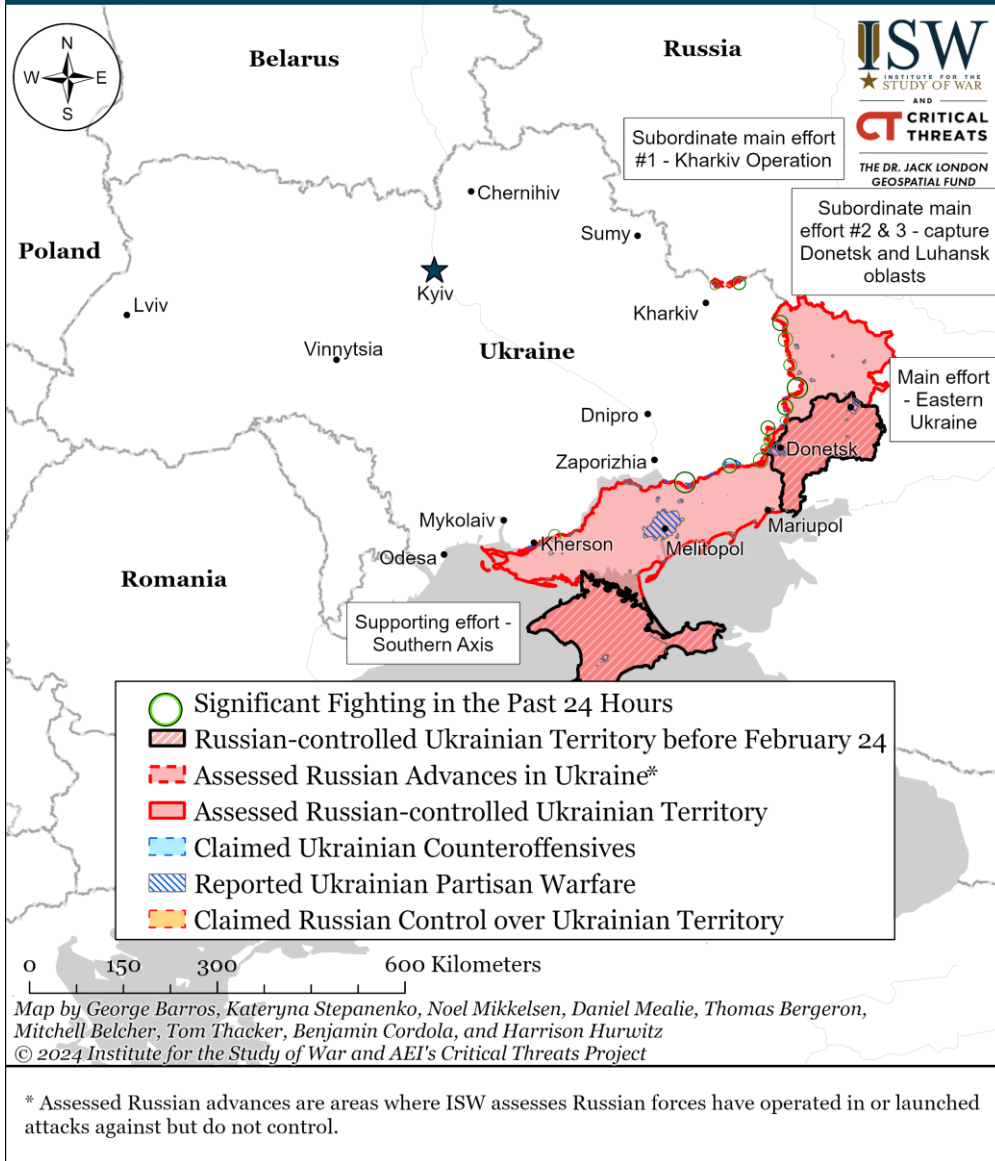 N
W
E
S
Belarus
Russia
ISW
INSTITUTE FOR THE
STUDY OF WAR
AND
CT CRITICAL
THREATS
THE DR. JACK LONDON
GEOSPATIAL FUND
Subordinate main effort
#1 - Kharkiv Operation
Subordinate main
effort #2 & 3 - capture
Donetsk and Luhansk
oblasts
Chernihiv
Sumy
Poland
Kyiv
Lviv
Kharkiv
Vinnytsia
Ukraine
Main effort
- Eastern
Ukraine
Dnipro
Donetsk
Zaporizhia
Mykolaiv
Mariupol
Kherson
Odesa
Melitopol
Romania
Supporting effort -
Southern Axis
Significant Fighting in the Past 24 Hours
Russian-controlled Ukrainian Territory before February 24
Assessed Russian Advances in Ukraine*
Assessed Russian-controlled Ukrainian Territory
Claimed Ukrainian Counteroffensives
Reported Ukrainian Partisan Warfare
Claimed Russian Control over Ukrainian Territory
0 150 300 600 Kilometers
Map by George Barros, Kateryna Stepanenko, Noel Mikkelsen, Daniel Mealie, Thomas Bergeron,
Mitchell Belcher, Tom Thacker, Benjamin Cordola, and Harrison Hurwitz
© 2024 Institute for the Study of War and AEI's Critical Threats Project
* Assessed Russian advances are areas where ISW assesses Russian forces have operated in or launched
attacks against but do not control.